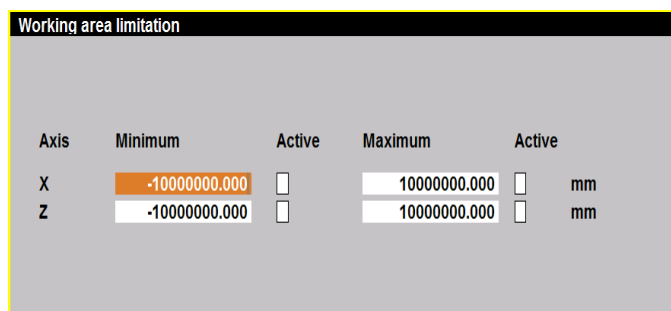 Working area limitation
Axis Minimum Active Maximum Active
X -10000000.000 10000000.000 mm
Z -10000000.000 10000000.000 mm